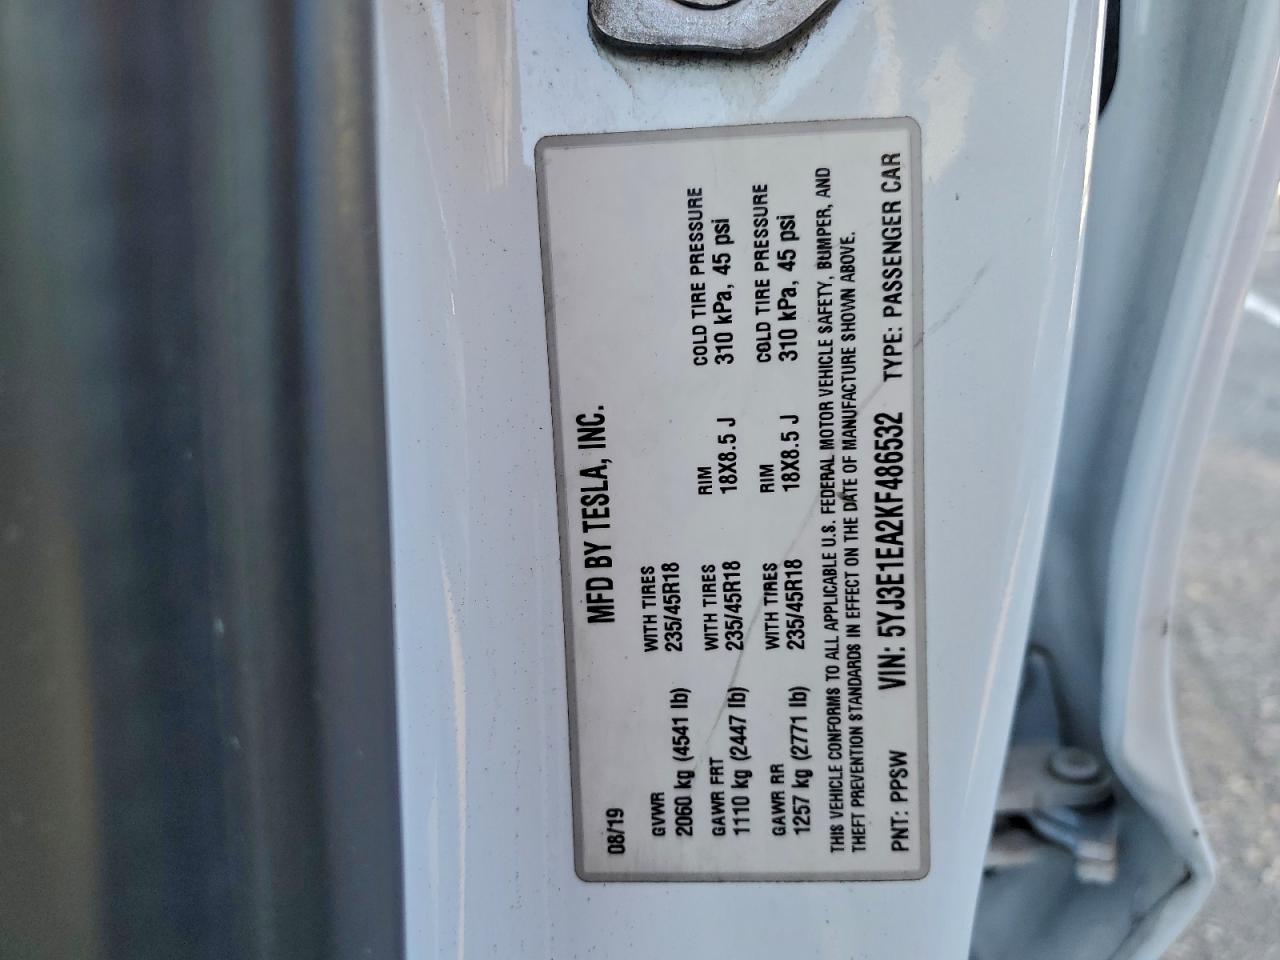 MFD BY TESLA, INC.
08/19
GVWR WITH TIRES
2060 kg (4541 lb) 235/45R18
GAWR FRT WITH TIRES RIM COLD TIRE PRESSURE
1110 kg (2447 lb) 235/45R18 18X8.5 J 310 kPa, 45 psi
GAWR RR WITH TIRES RIM COLD TIRE PRESSURE
1257 kg (2771 lb) 235/45R18 18X8.5 J 310 kPa, 45 psi
THIS VEHICLE CONFORMS TO ALL APPLICABLE U.S. FEDERAL MOTOR VEHICLE SAFETY, BUMPER, AND
THEFT PREVENTION STANDARDS IN EFFECT ON THE DATE OF MANUFACTURE SHOWN ABOVE.
PNT: PPSW VIN: 5YJ3E1EA2KF486532 TYPE: PASSENGER CAR